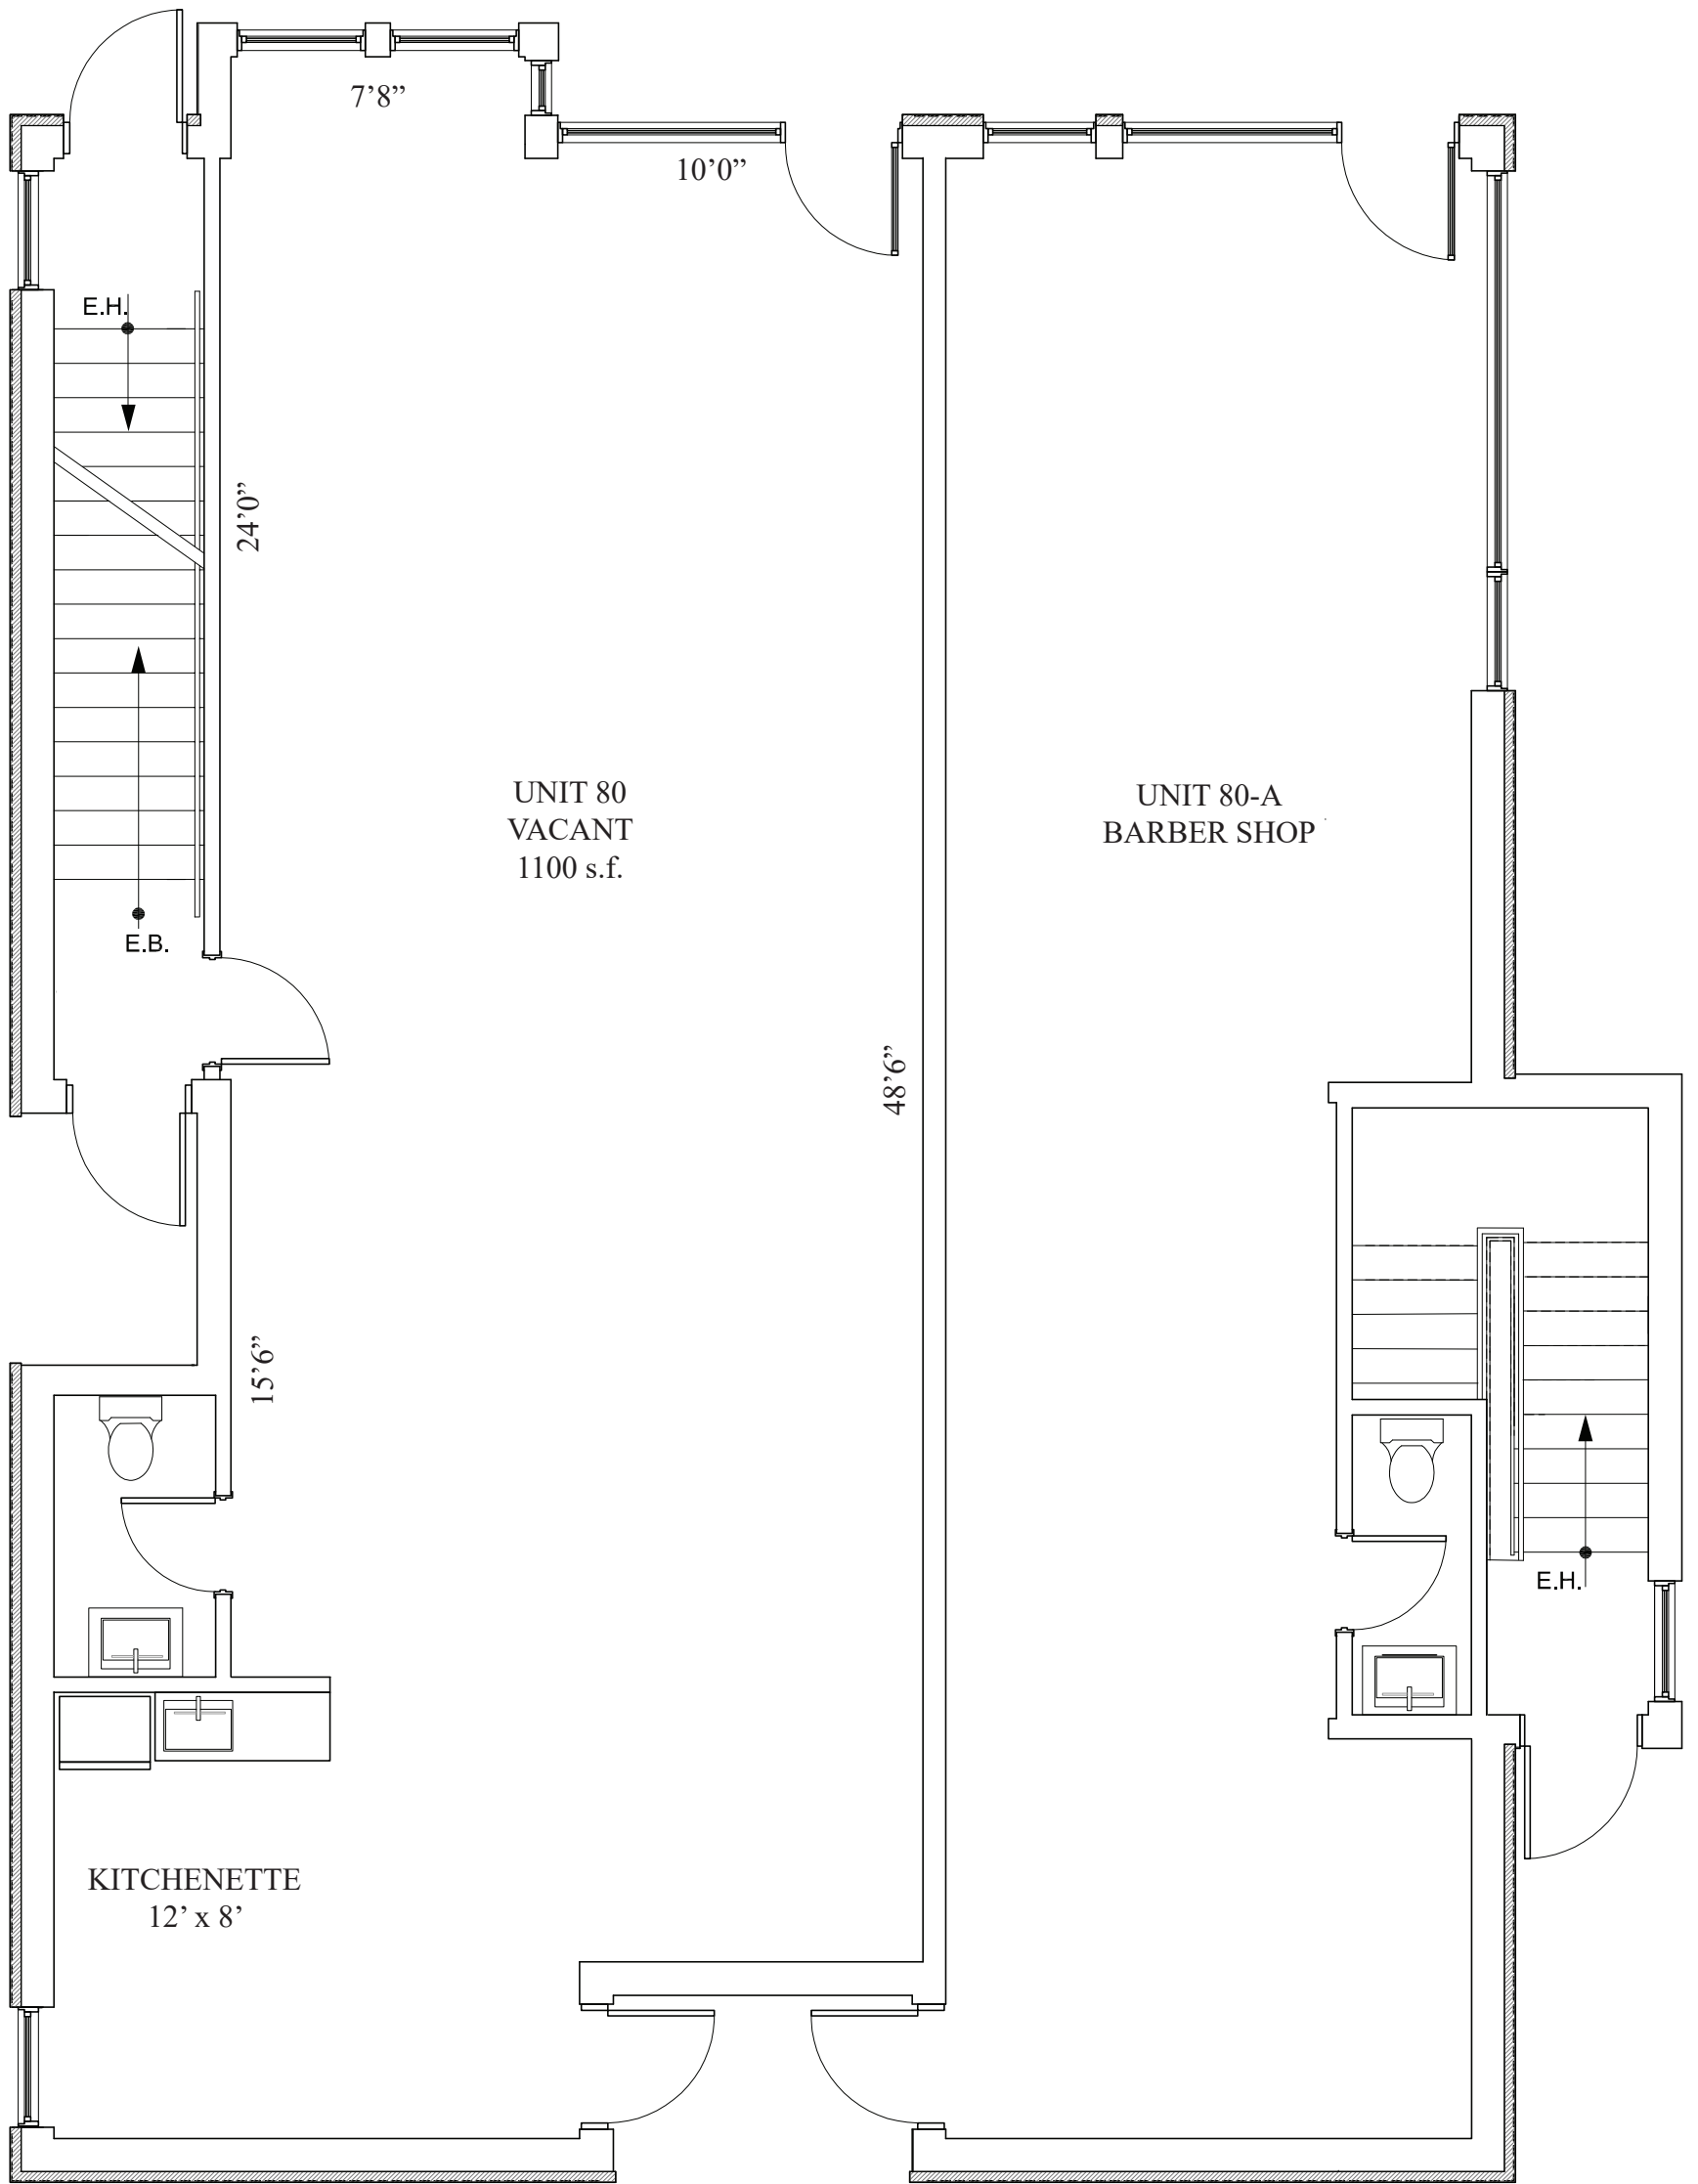 7’8”
10’0”
E.H.
24’0”
UNIT 80
VACANT
1100 s.f.
UNIT 80-A
BARBER SHOP
E.B.
48’6”
15’6”
E.H.
KITCHENETTE
12’ x 8’